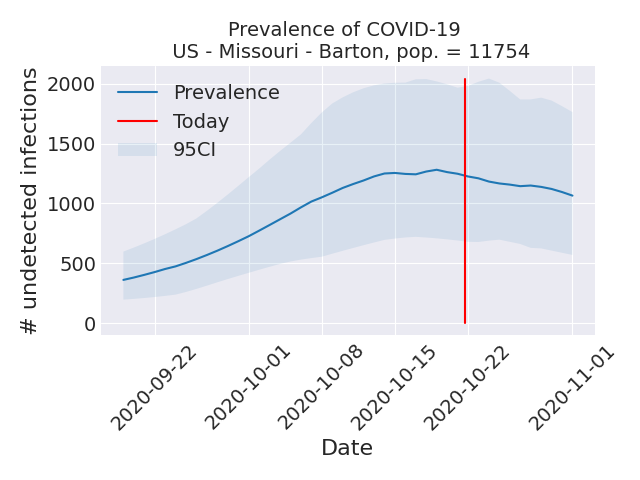 Prevalence of COVID-19
US - Missouri - Barton, pop. = 11754
# undetected infections
2000
1500
1000
500
0
Prevalence
Today
95CI
2020-09-22
2020-10-01
2020-10-08
2020-10-15
2020-10-22
2020-11-01
Date